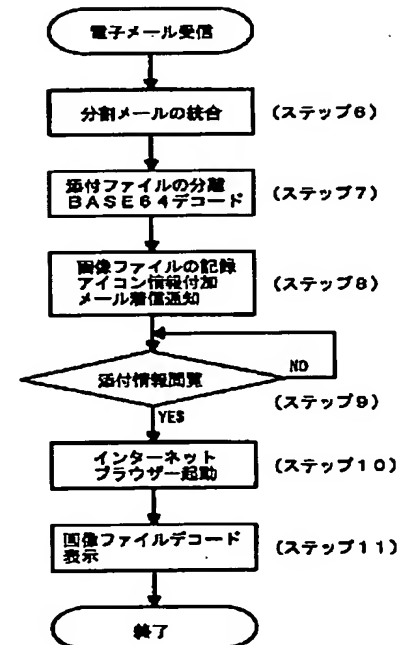 電子メール受信
分割メールの統合
(ステップ6)
添付ファイルの分離
BASE64デコード
(ステップ7)
画像ファイルの記録
アイコン情報付加
メール着信通知
(ステップ8)
NO
添付情報閲覧
(ステップ9)
YES
インターネット
ブラウザー起動
(ステップ10)
画像ファイルデコード
表示
(ステップ11)
終了